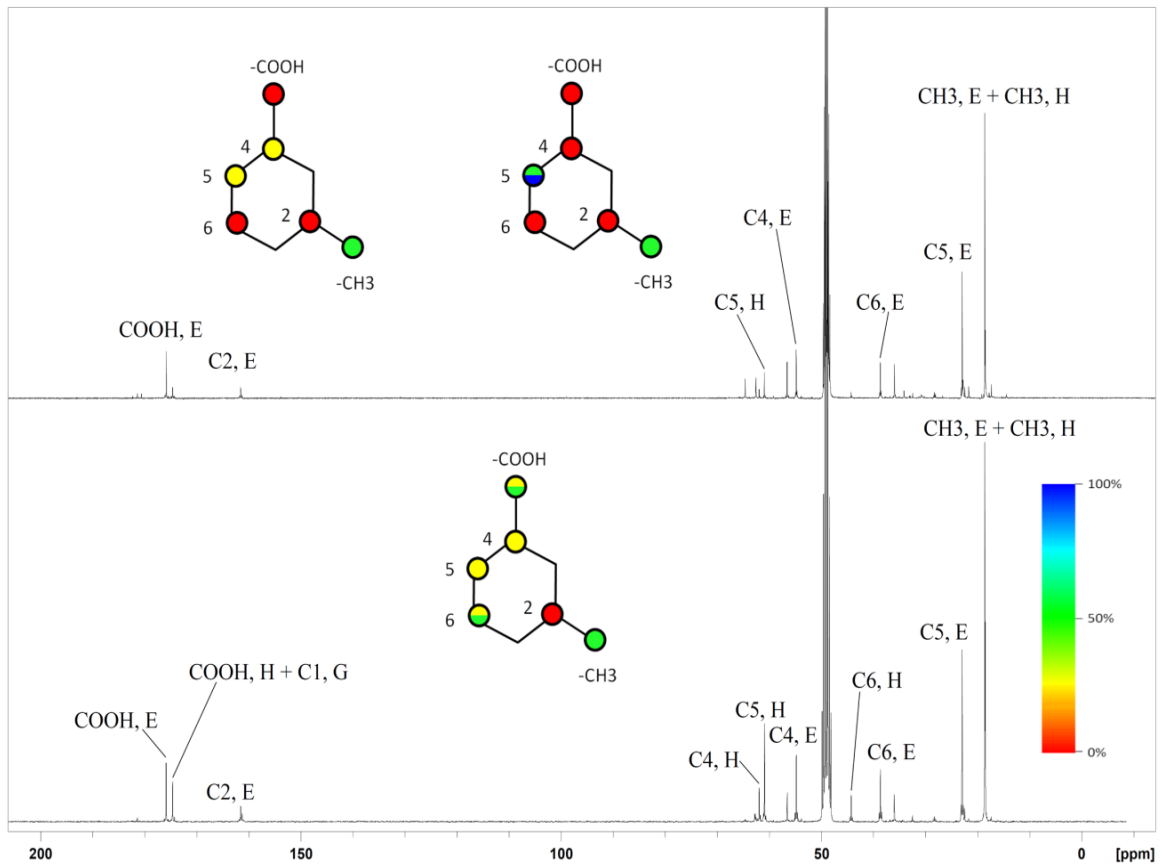 -COOH
-COOH
CH3, E + CH3, H
4
4
5
5
C4, E
6
2
6
2
C5, E
-CH3
-CH3
C5, H
C6, E
COOH, E
C2, E
CH3, E + CH3, H
-COOH
100%
4
5
50%
6
2
C5, E
COOH, H + C1, G
-CH3
C6, H
COOH, E
C5, H
C4, E
C4, H
C6, E
0%
C2, E
200
150
100
50
0
[ppm]